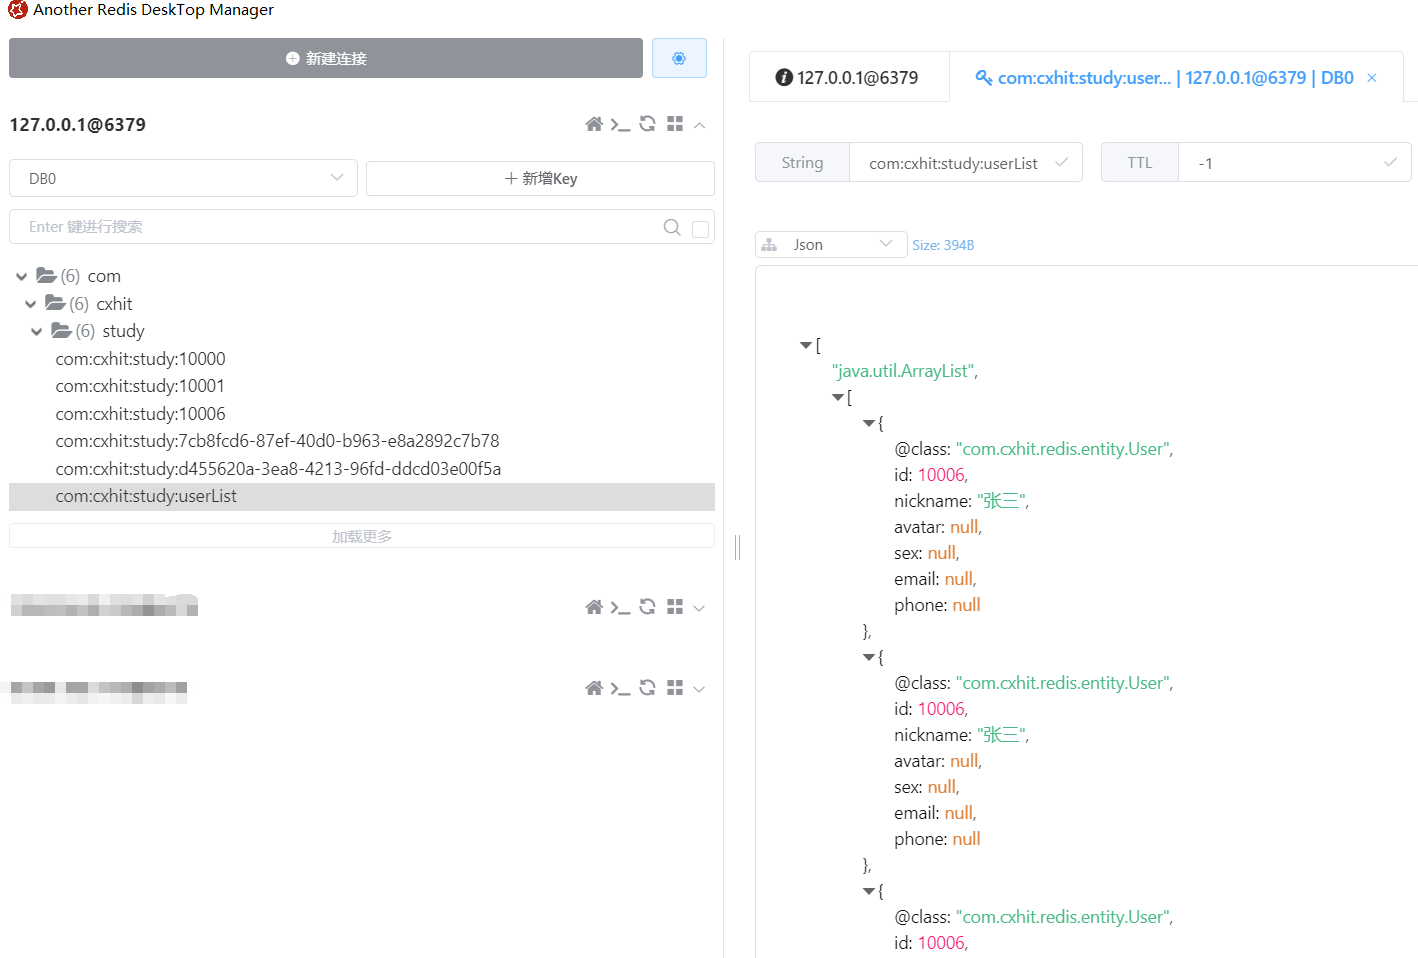 Another Redis DeskTop Manager
新建连接
127.0.0.1@6379
DB0
新增Key
Enter 键进行搜索
(6) com
(6) cxhit
(6) study
com:cxhit:study:10000
com:cxhit:study:10001
com:cxhit:study:10006
com:cxhit:study:7cb8fcd6-87ef-40d0-b963-e8a2892c7b78
com:cxhit:study:d455620a-3ea8-4213-96fd-ddcd03e00f5a
com:cxhit:study:userList
加载更多
127.0.0.1@6379
com:cxhit:study:user... | 127.0.0.1@6379 | DB0 ×
String com:cxhit:study:userList
TTL -1
Json
Size: 394B
[
"java.util.ArrayList",
[
{
@class: "com.cxhit.redis.entity.User",
id: 10006,
nickname: "张三",
avatar: null,
sex: null,
email: null,
phone: null
},
{
@class: "com.cxhit.redis.entity.User",
id: 10006,
nickname: "张三",
avatar: null,
sex: null,
email: null,
phone: null
},
{
@class: "com.cxhit.redis.entity.User",
id: 10006,